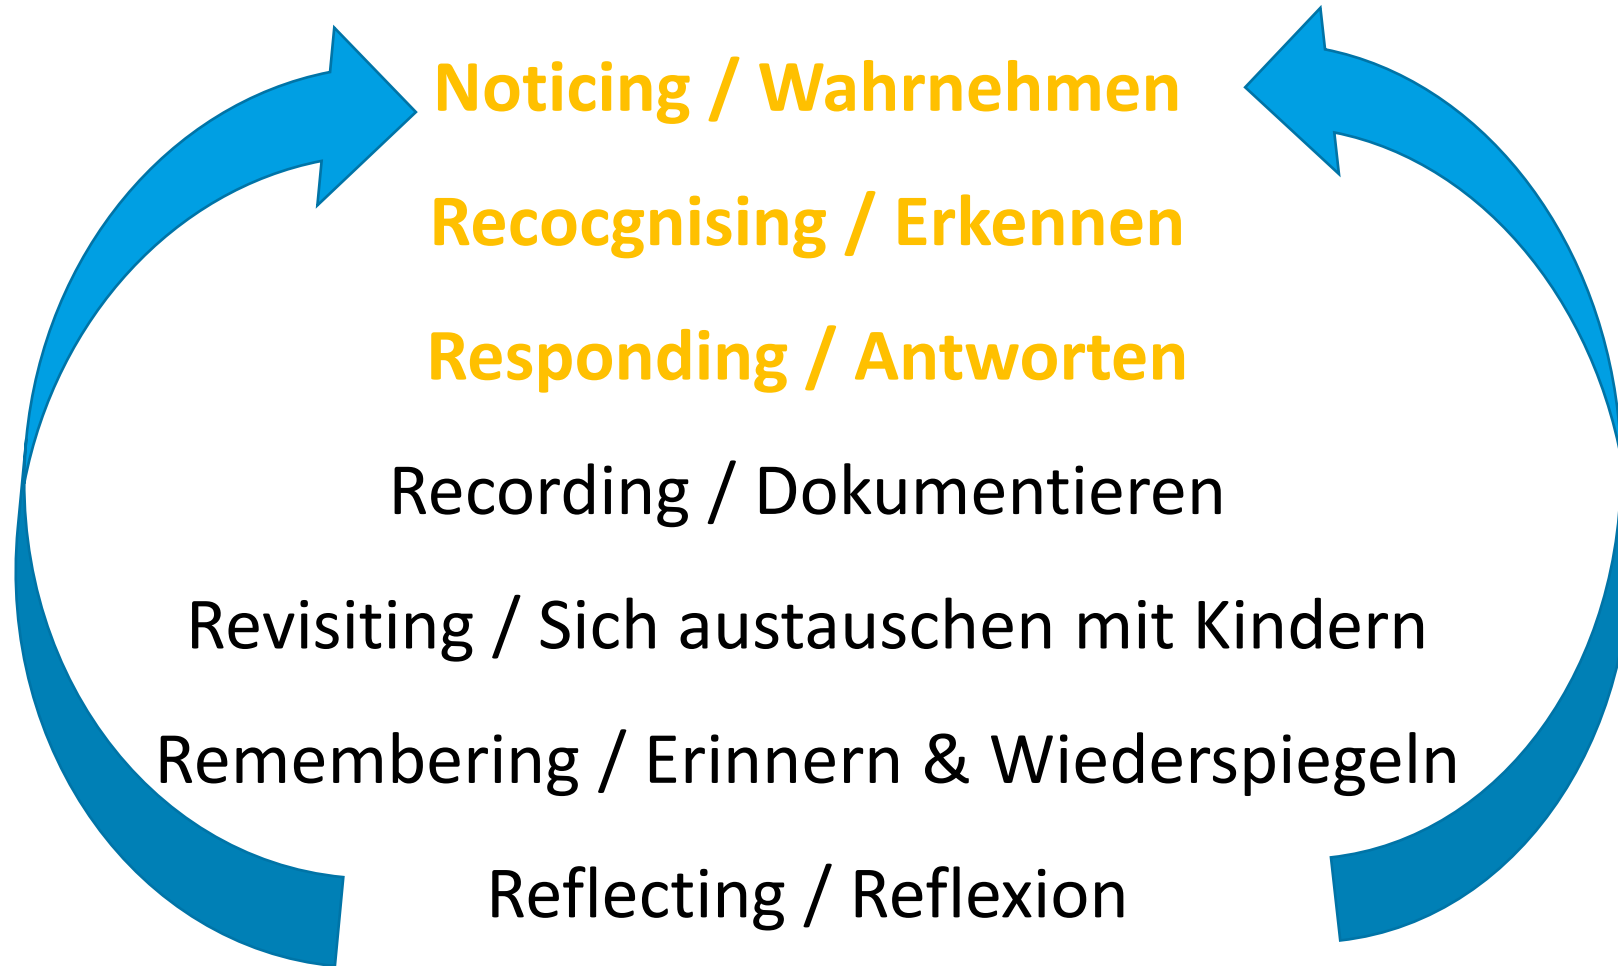 Noticing / Wahrnehmen
Recocgnising / Erkennen
Responding / Antworten
Recording / Dokumentieren
Revisiting / Sich austauschen mit Kindern
Remembering / Erinnern & Wiederspiegeln
Reflecting / Reflexion